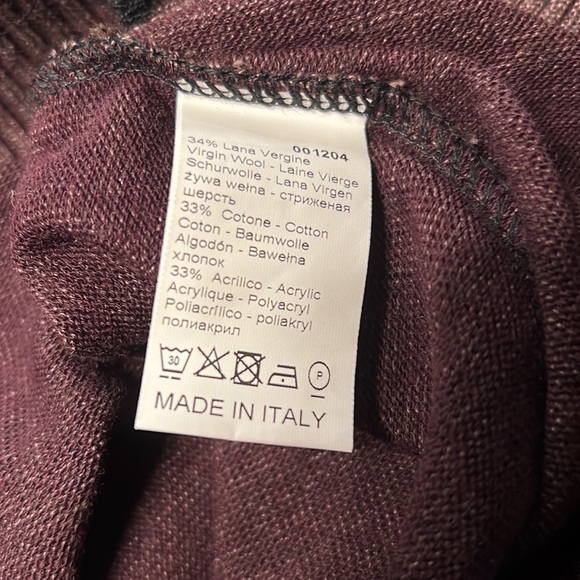 34% Lana Vergine 001204
Virgin Wool - Laine Vierge
Schurwolle - Lana Virgen
żywa wełna - стриженая
шерсть
33% Cotone - Cotton
Coton - Baumwolle
Algodón - Bawełna
хлопок
33% Acrilico - Acrylic
Acrylique - Polyacryl
Poliacrílico - poliakryl
полиакрил
30 P
MADE IN ITALY